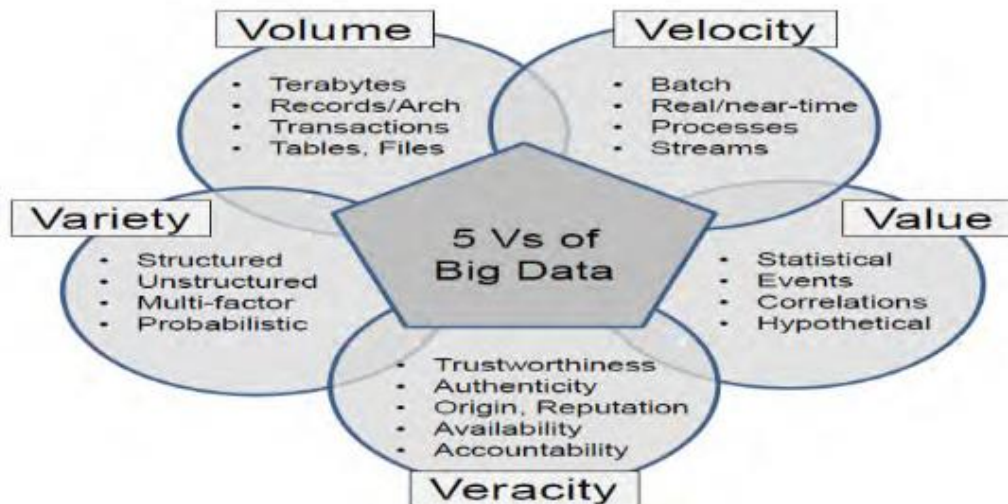 Volume
• Terabytes
• Records/Arch
• Transactions
• Tables, Files
Velocity
• Batch
• Real/near-time
• Processes
• Streams
Variety
• Structured
• Unstructured
• Multi-factor
• Probabilistic
5 Vs of
Big Data
Value
• Statistical
• Events
• Correlations
• Hypothetical
• Trustworthiness
• Authenticity
• Origin, Reputation
• Availability
• Accountability
Veracity